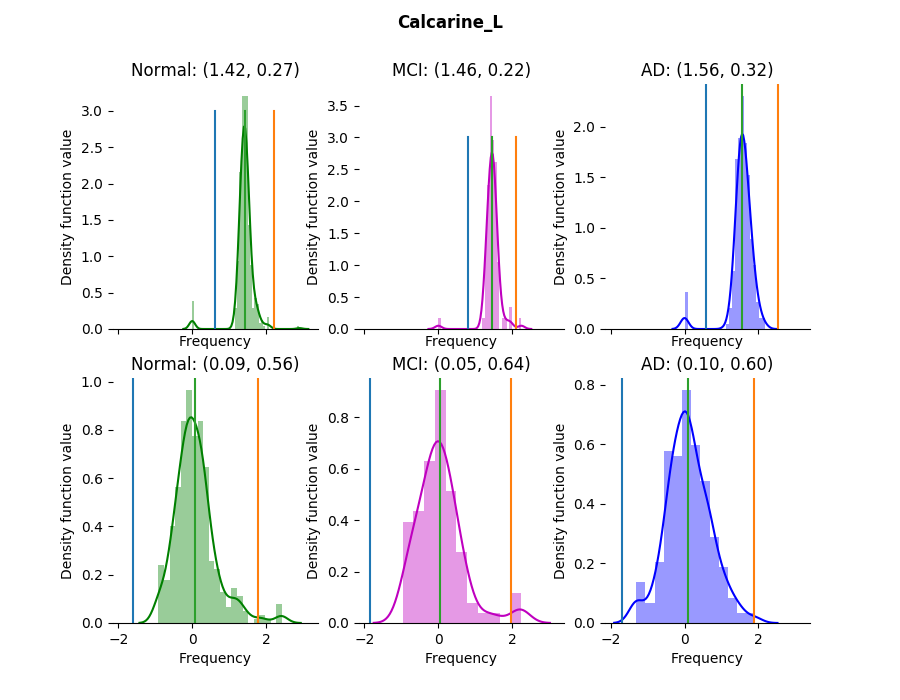 Calcarine_L
Normal: (1.42, 0.27)
MCI: (1.46, 0.22)
AD: (1.56, 0.32)
Density function value
3.0
2.5
2.0
1.5
1.0
0.5
0.0
Frequency
Density function value
3.5
3.0
2.5
2.0
1.5
1.0
0.5
0.0
Frequency
Density function value
2.0
1.5
1.0
0.5
0.0
Frequency
Normal: (0.09, 0.56)
MCI: (0.05, 0.64)
AD: (0.10, 0.60)
Density function value
1.0
0.8
0.6
0.4
0.2
0.0
−2 0 2
Frequency
Density function value
0.8
0.6
0.4
0.2
0.0
−2 0 2
Frequency
Density function value
0.8
0.6
0.4
0.2
0.0
−2 0 2
Frequency